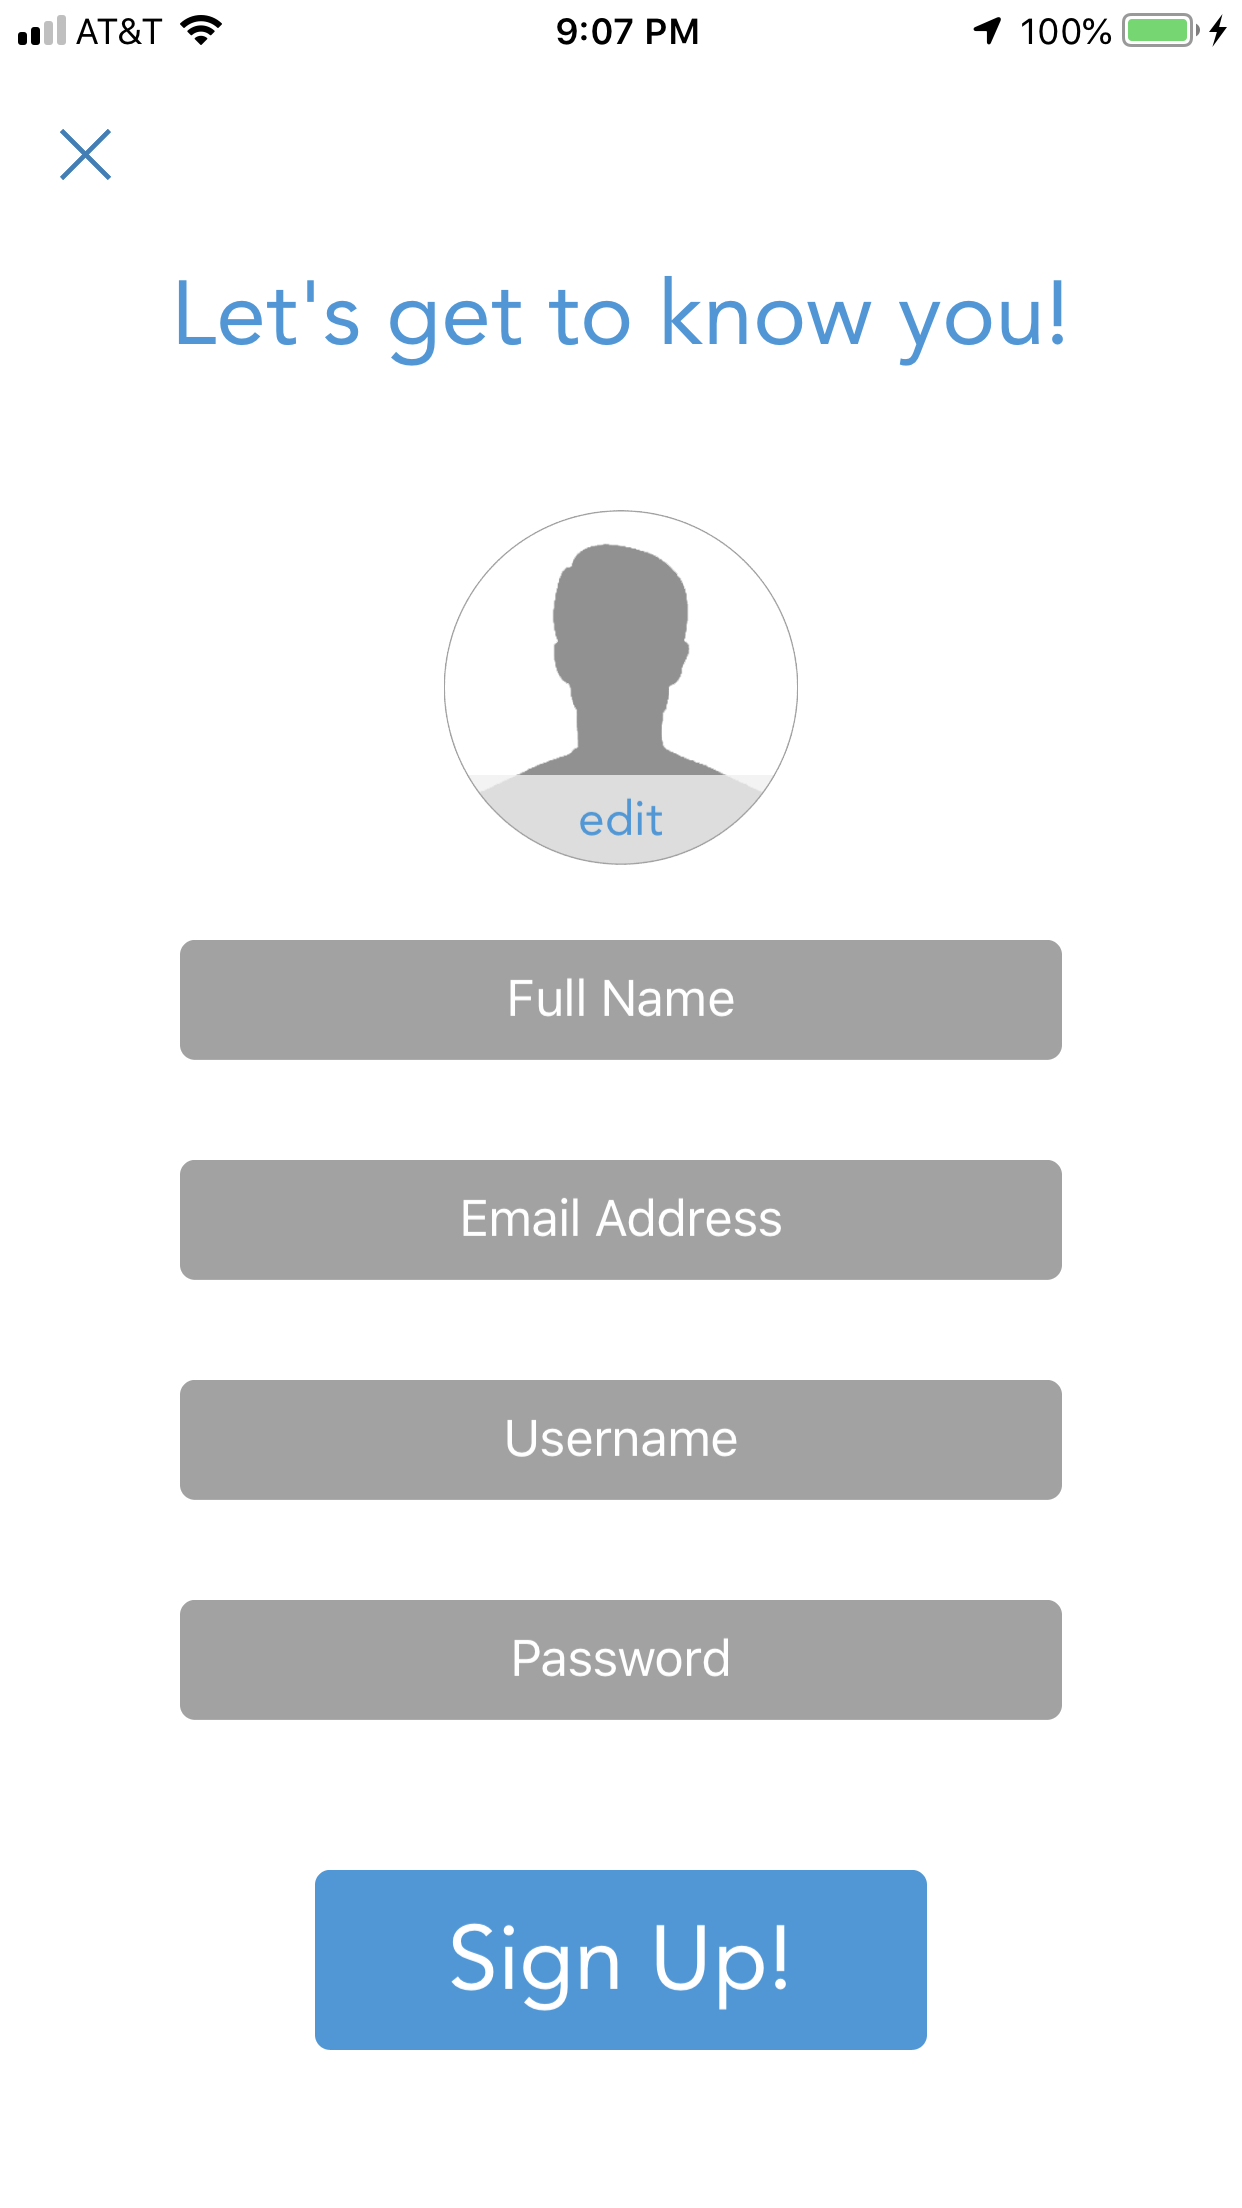 AT&T 9:07 PM 100%
Let's get to know you!
edit
Full Name
Email Address
Username
Password
Sign Up!